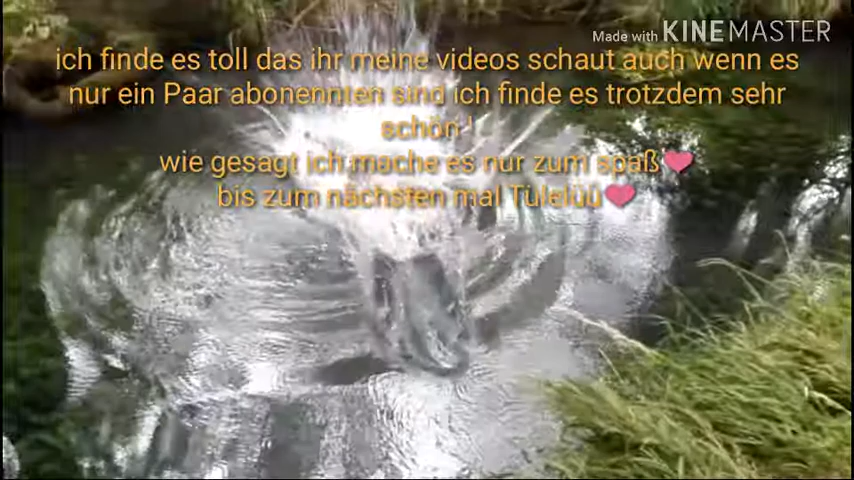 Made with KINEMASTER
ich finde es toll das ihr meine videos schaut auch wenn es
nur ein Paar abonennten sind ich finde es trotzdem sehr
schön !
wie gesagt ich mache es nur zum spaß❤
bis zum nächsten mal Tülelüü❤